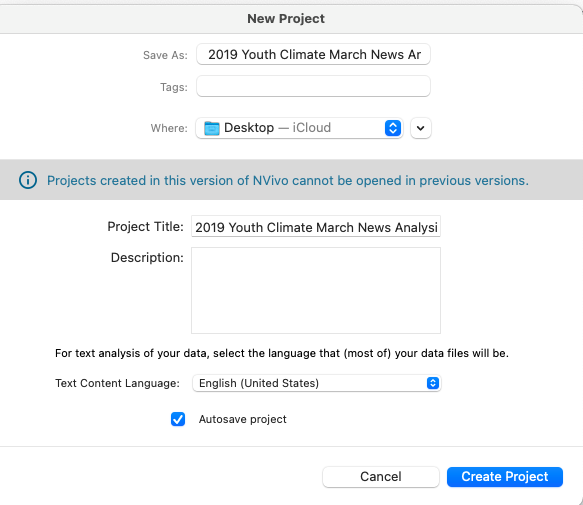 New Project
Save As: 2019 Youth Climate March News Ar
Tags:
Where: Desktop — iCloud
Projects created in this version of NVivo cannot be opened in previous versions.
Project Title: 2019 Youth Climate March News Analysi
Description:
For text analysis of your data, select the language that (most of) your data files will be.
Text Content Language: English (United States)
Autosave project
Cancel Create Project